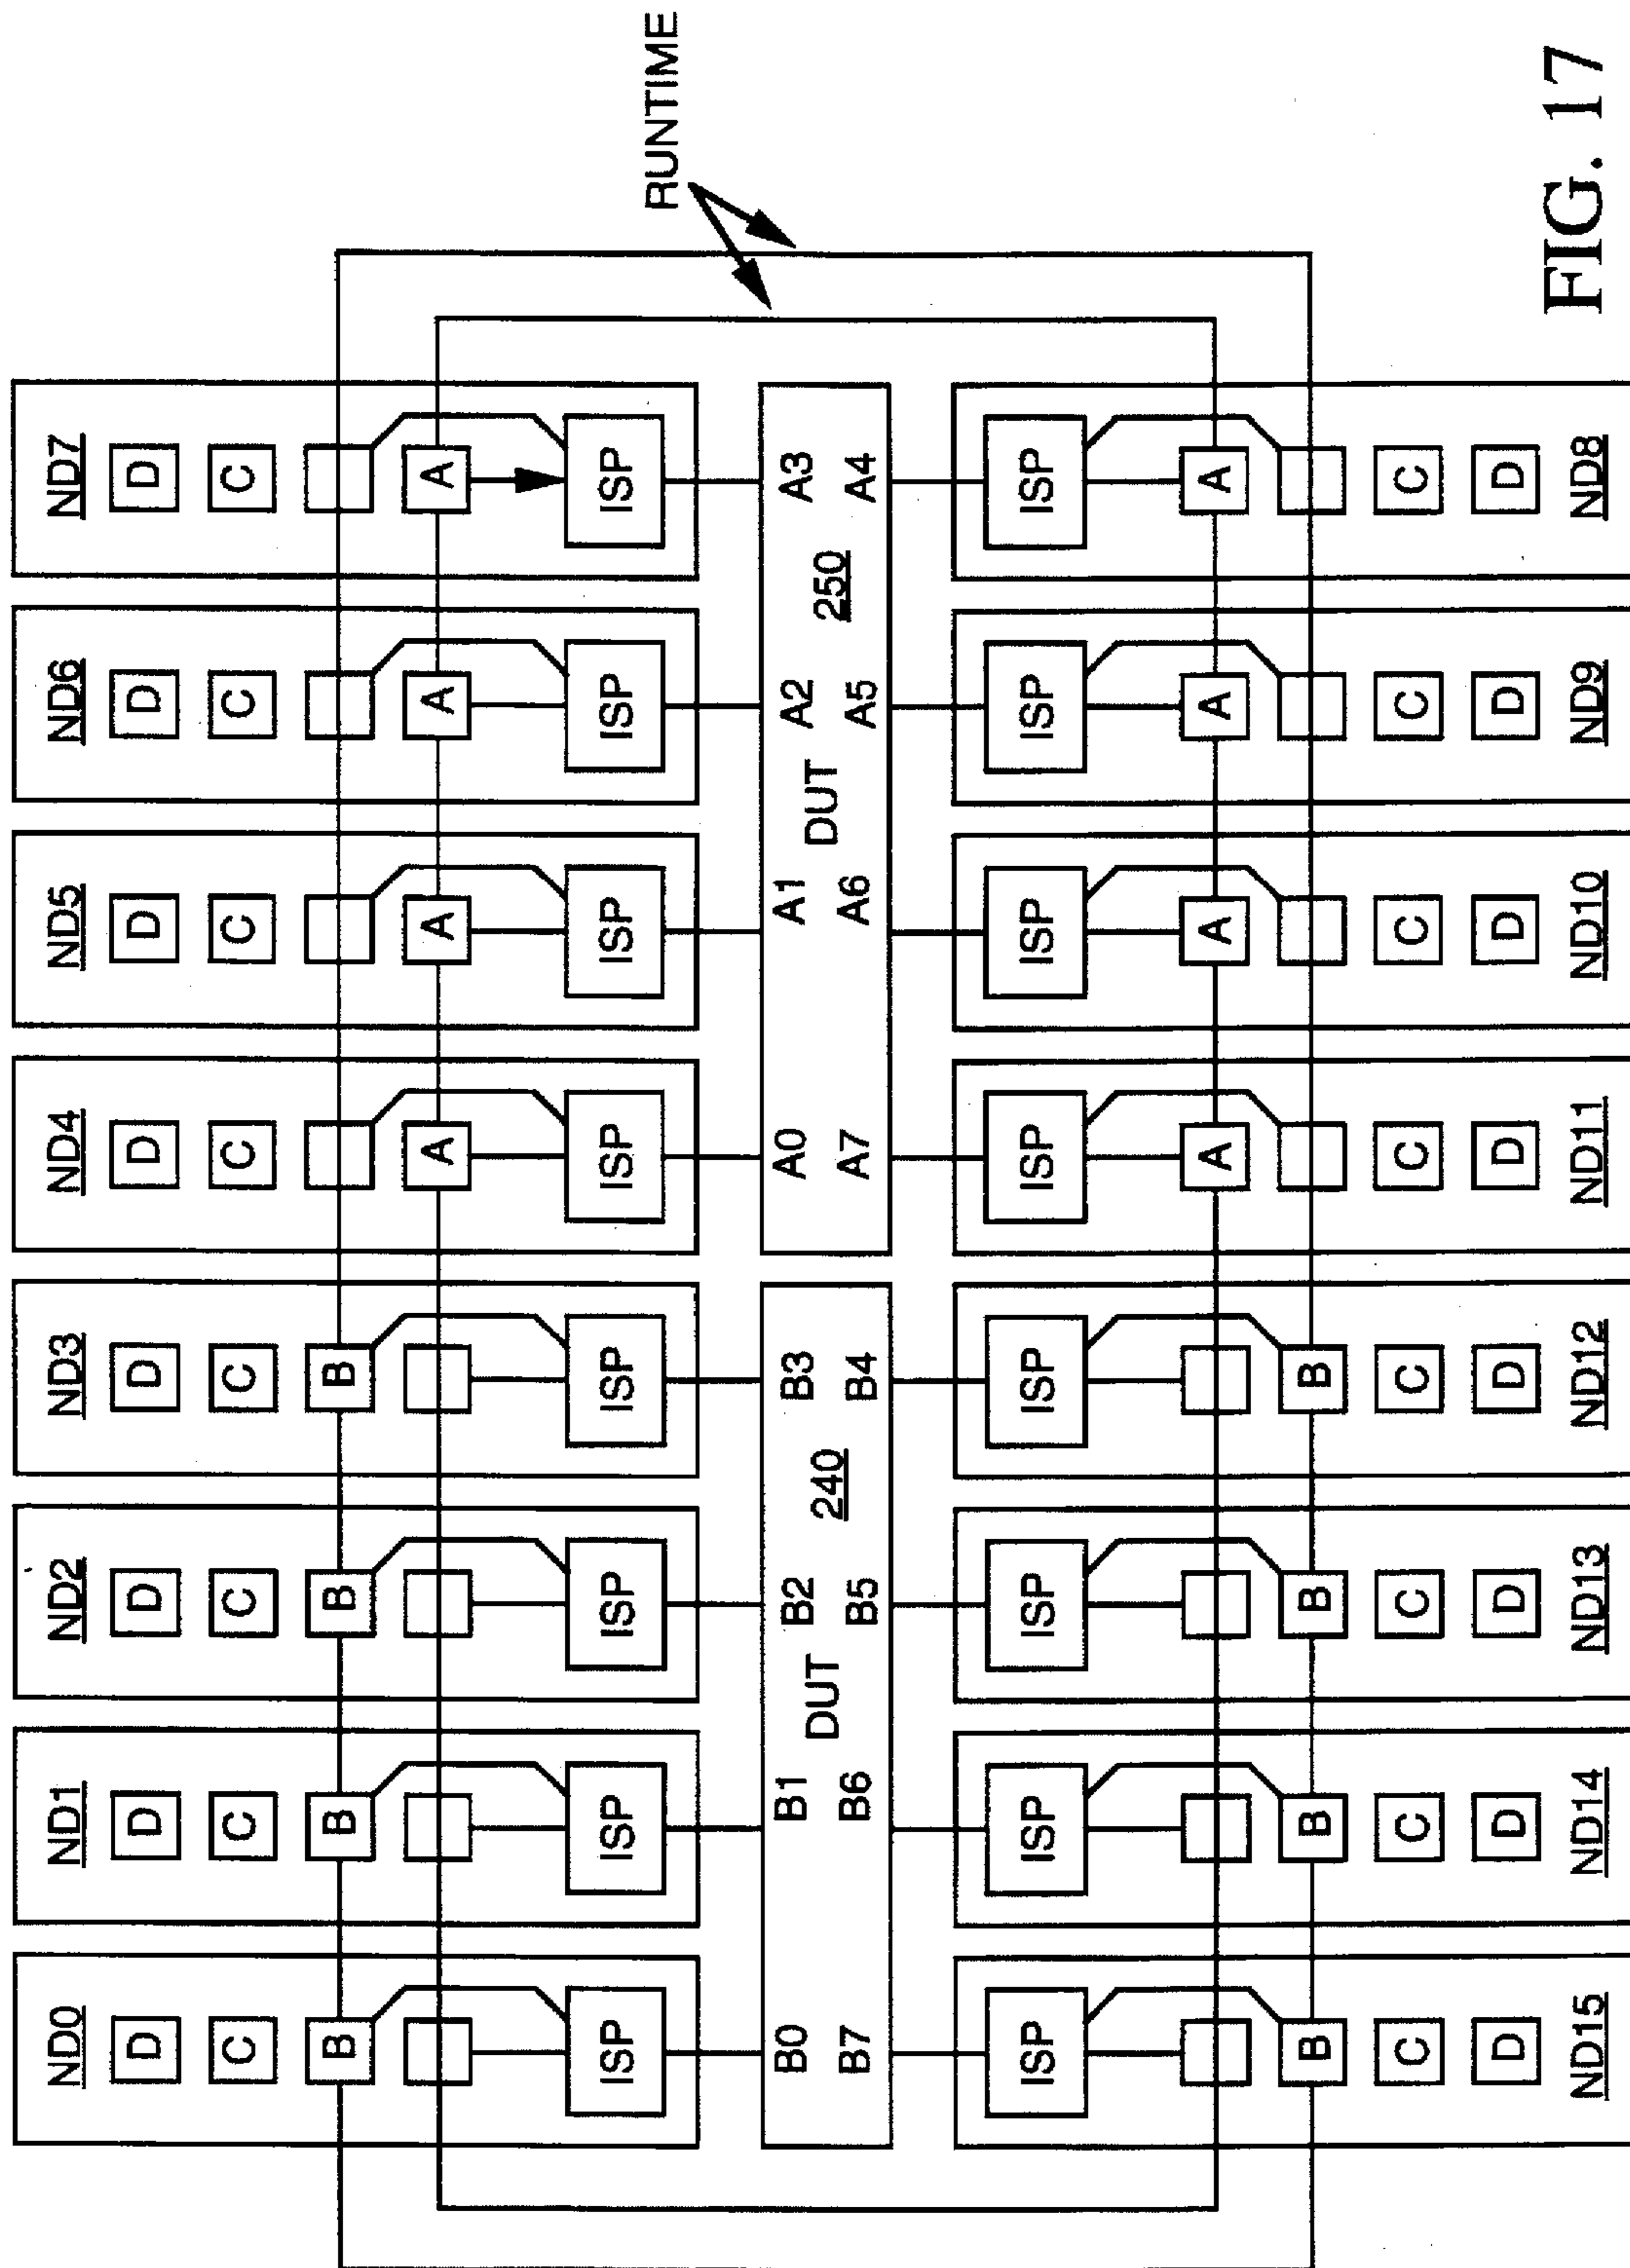 ND0 ND1 ND2 ND3 ND4 ND5 ND6 ND7
D D D D D D D D
C C C C C C C C
B B B B
A A A A
RUNTIME
ISP ISP ISP ISP ISP ISP ISP ISP
B0 B1 B2 B3 A0 A1 A2 A3
DUT 240 DUT 250
B7 B6 B5 B4 A7 A6 A5 A4
ISP ISP ISP ISP ISP ISP ISP ISP
A A A A
B B B B
C C C C C C C C
D D D D D D D D
ND15 ND14 ND13 ND12 ND11 ND10 ND9 ND8
FIG. 17